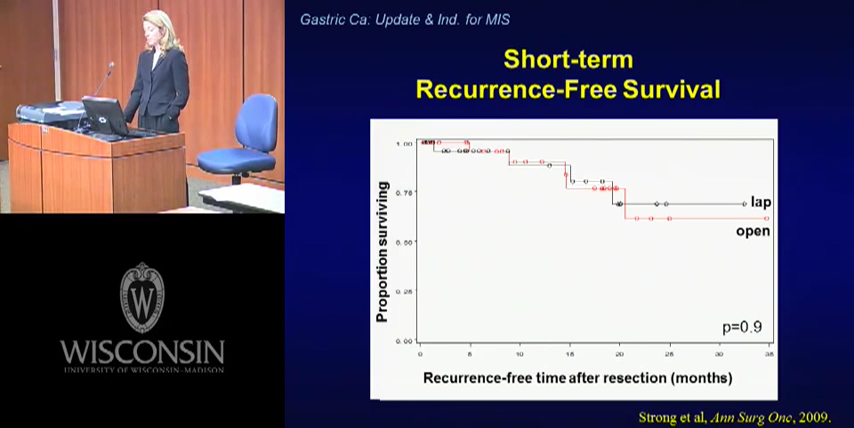 Gastric Ca: Update & Ind. for MIS
Short-term
Recurrence-Free Survival
1.00
0.75
0.50
0.25
0.00
Proportion surviving
lap
open
p=0.9
0 5 10 15 20 25 30 35
Recurrence-free time after resection (months)
Strong et al, Ann Surg Onc, 2009.
W
WISCONSIN
UNIVERSITY OF WISCONSIN–MADISON